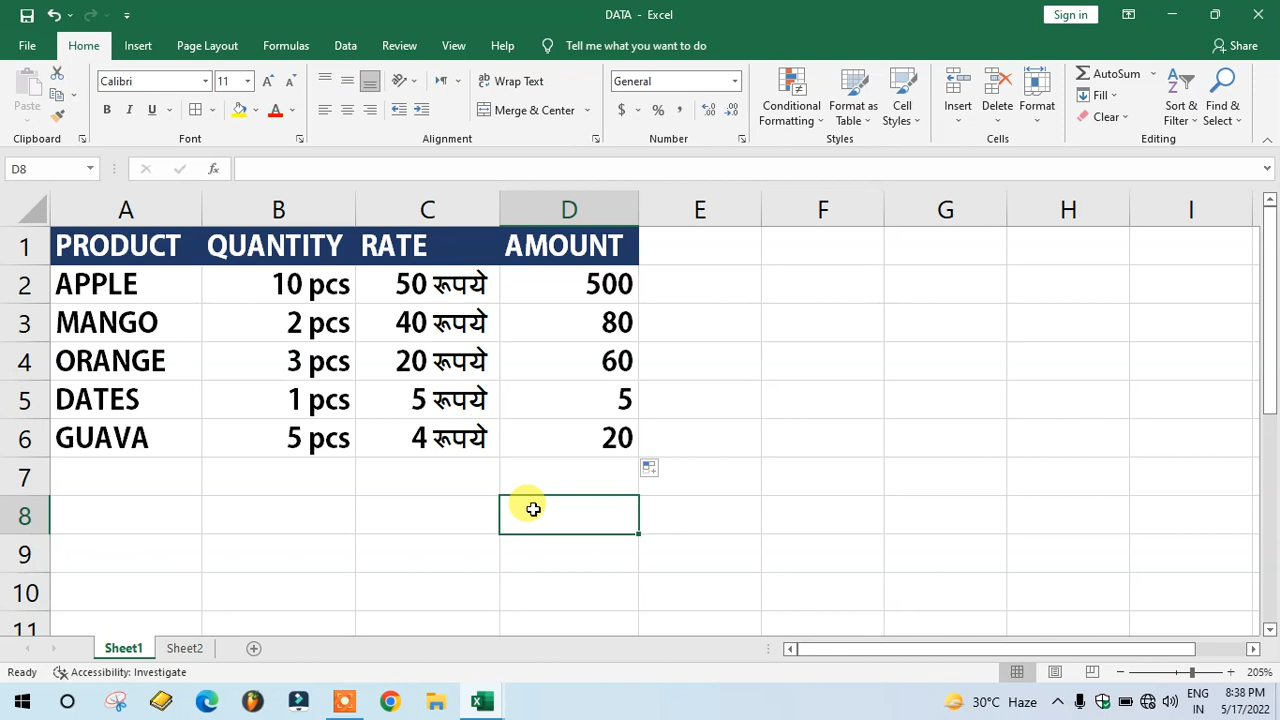 DATA - Excel
Sign in
File Home Insert Page Layout Formulas Data Review View Help Tell me what you want to do Share
Paste
Calibri 11
B I U A
Wrap Text
Merge & Center
General
$ % ,
Conditional Formatting
Format as Table
Cell Styles
Insert Delete Format
AutoSum
Fill
Clear
Sort & Filter
Find & Select
Clipboard Font Alignment Number Styles Cells Editing
D8 fx
A B C D E F G H I
1 PRODUCT QUANTITY RATE AMOUNT
2 APPLE 10 pcs 50 रूपये 500
3 MANGO 2 pcs 40 रूपये 80
4 ORANGE 3 pcs 20 रूपये 60
5 DATES 1 pcs 5 रूपये 5
6 GUAVA 5 pcs 4 रूपये 20
7
8
9
10
11
Sheet1 Sheet2
Ready Accessibility: Investigate 205%
30°C Haze ENG IN 8:38 PM 5/17/2022